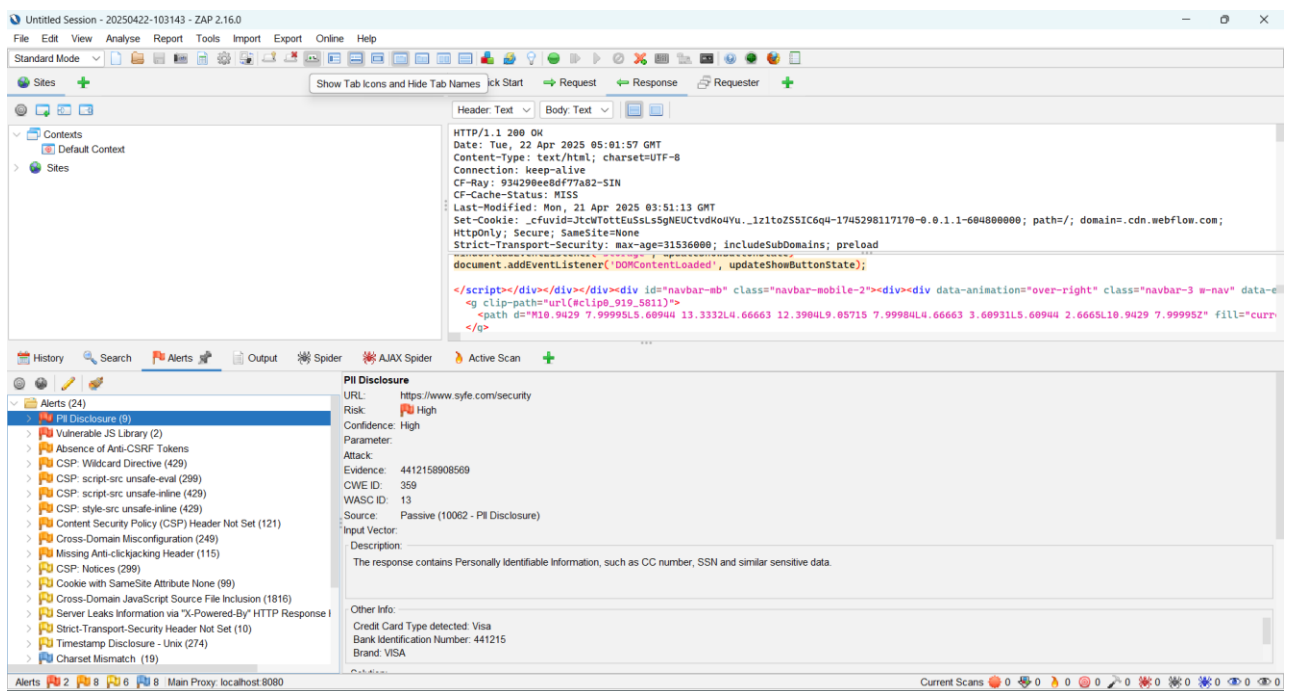 Untitled Session - 20250422-103143 - ZAP 2.16.0
File Edit View Analyse Report Tools Import Export Online Help
Standard Mode
Sites
Show Tab Icons and Hide Tab Names
ick Start
Request
Response
Requester
Header: Text
Body: Text
Contexts
Default Context
Sites
HTTP/1.1 200 OK
Date: Tue, 22 Apr 2025 05:01:57 GMT
Content-Type: text/html; charset=UTF-8
Connection: keep-alive
CF-Ray: 934290ee8df77a82-SIN
CF-Cache-Status: MISS
Last-Modified: Mon, 21 Apr 2025 03:51:13 GMT
Set-Cookie: _cfuvid=JtcWTottEuSsLs5gNEUCtvdKo4Yu._1z1toZS5IC6q4-1745298117170-0.0.1.1-604800000; path=/; domain=.cdn.webflow.com;
HttpOnly; Secure; SameSite=None
Strict-Transport-Security: max-age=31536000; includeSubDomains; preload
document.addEventListener('DOMContentLoaded', updateShowButtonState);
</script></div></div></div><div id="navbar-mb" class="navbar-mobile-2"><div><div data-animation="over-right" class="navbar-3 w-nav" data-e
<g clip-path="url(#clip0_919_5811)">
<path d="M10.9429 7.99995L5.60944 13.3332L4.66663 12.3904L9.05715 7.99984L4.66663 3.60931L5.60944 2.6665L10.9429 7.99995Z" fill="curr
</g>
History
Search
Alerts
Output
Spider
AJAX Spider
Active Scan
Alerts (24)
PII Disclosure (9)
Vulnerable JS Library (2)
Absence of Anti-CSRF Tokens
CSP: Wildcard Directive (429)
CSP: script-src unsafe-eval (299)
CSP: script-src unsafe-inline (429)
CSP: style-src unsafe-inline (429)
Content Security Policy (CSP) Header Not Set (121)
Cross-Domain Misconfiguration (249)
Missing Anti-clickjacking Header (115)
CSP: Notices (299)
Cookie with SameSite Attribute None (99)
Cross-Domain JavaScript Source File Inclusion (1816)
Server Leaks Information via "X-Powered-By" HTTP Response
Strict-Transport-Security Header Not Set (10)
Timestamp Disclosure - Unix (274)
Charset Mismatch (19)
PII Disclosure
URL: https://www.syfe.com/security
Risk: High
Confidence: High
Parameter:
Attack:
Evidence: 4412158908569
CWE ID: 359
WASC ID: 13
Source: Passive (10062 - PII Disclosure)
Input Vector:
Description:
The response contains Personally Identifiable Information, such as CC number, SSN and similar sensitive data.
Other Info:
Credit Card Type detected: Visa
Bank Identification Number: 441215
Brand: VISA
Alerts 2 8 6 8 Main Proxy: localhost:8080
Current Scans 0 0 0 0 0 0 0 0 0 0